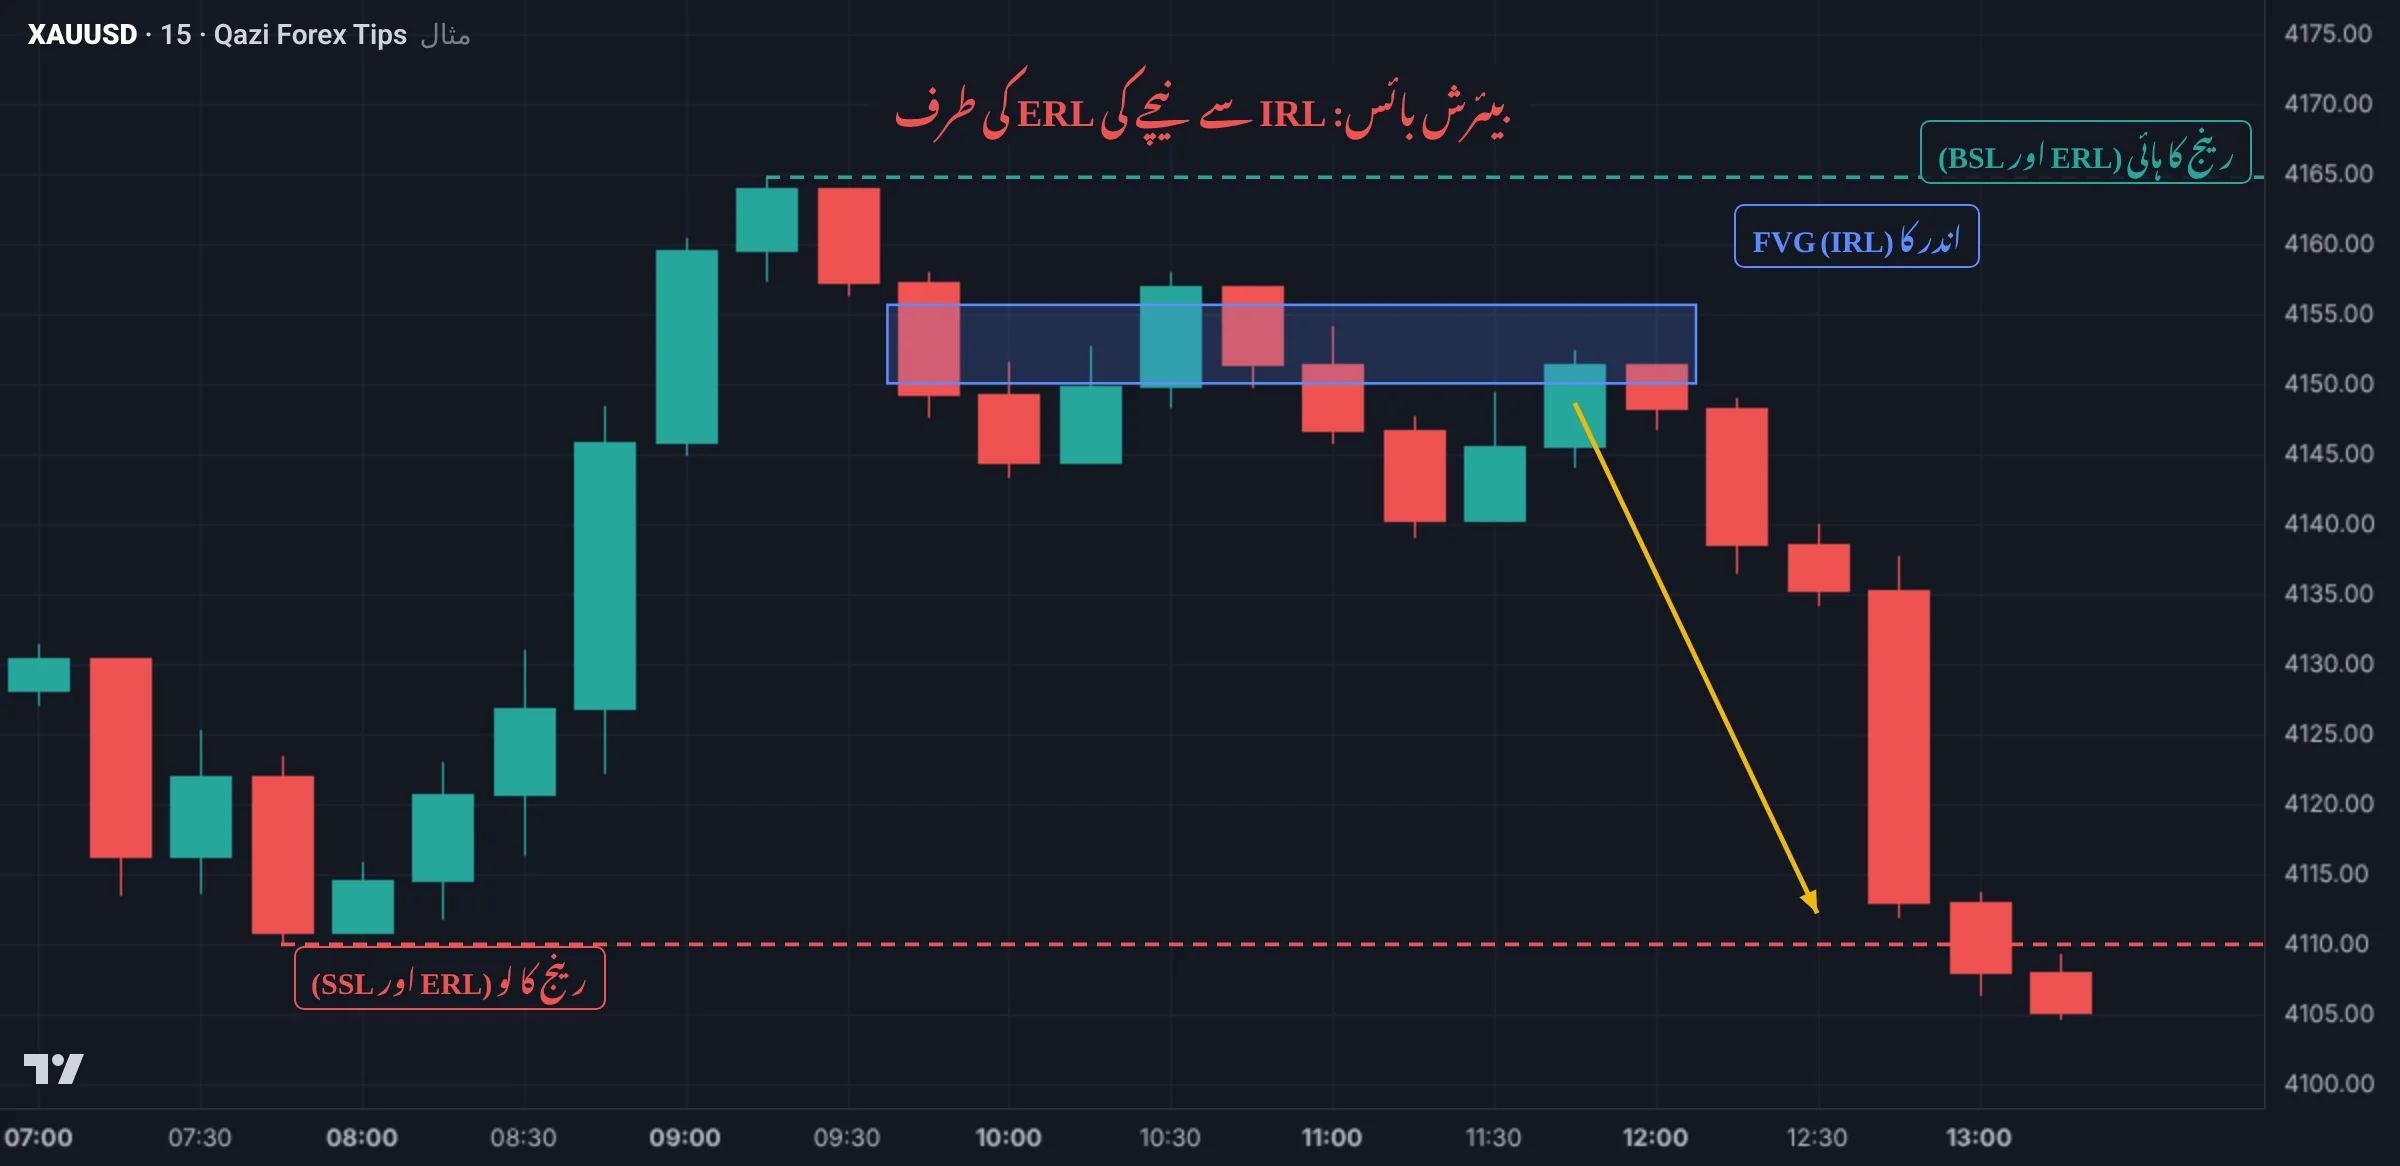 XAUUSD · 15 · Qazi Forex Tips مثال
بیئرش بائس: IRL سے نیچے کی ERL کی طرف
رینج کا ہائی (ERL اور BSL)
اندر کا FVG (IRL)
رینج کا لو (ERL اور SSL)
4175.00
4170.00
4165.00
4160.00
4155.00
4150.00
4145.00
4140.00
4135.00
4130.00
4125.00
4120.00
4115.00
4110.00
4105.00
4100.00
07:00 07:30 08:00 08:30 09:00 09:30 10:00 10:30 11:00 11:30 12:00 12:30 13:00